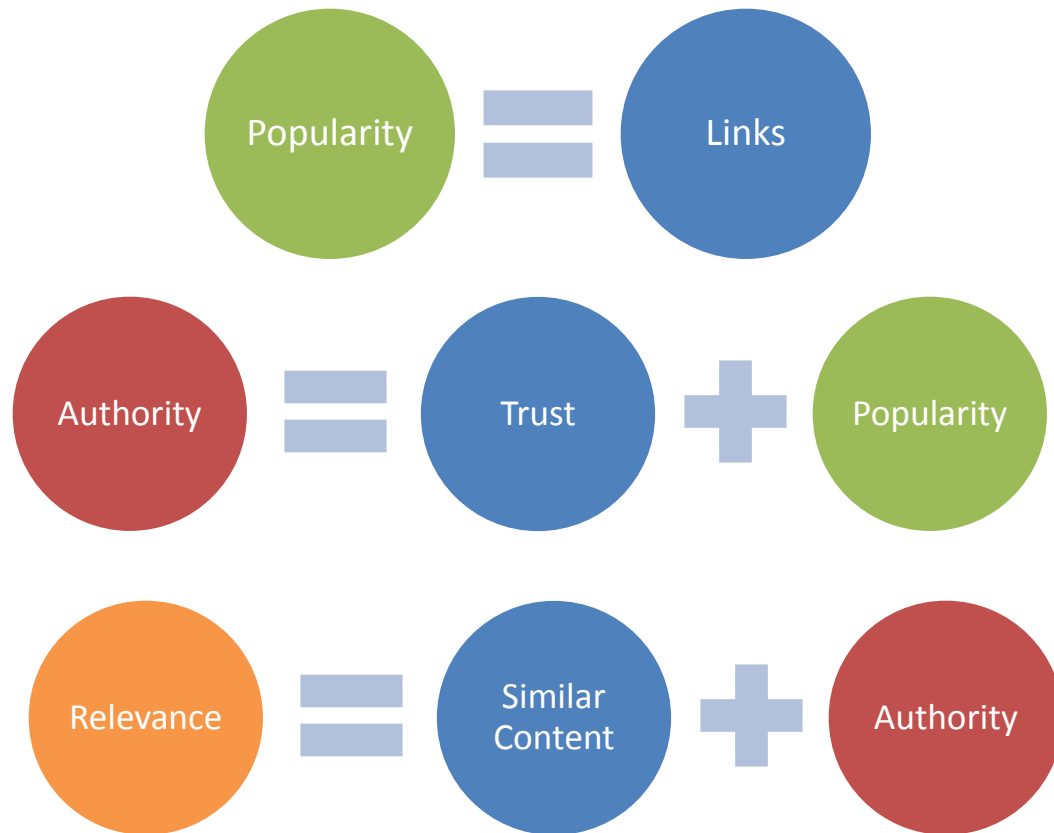 Popularity
Links
Authority
Trust
Popularity
Relevance
Similar
Content
Authority